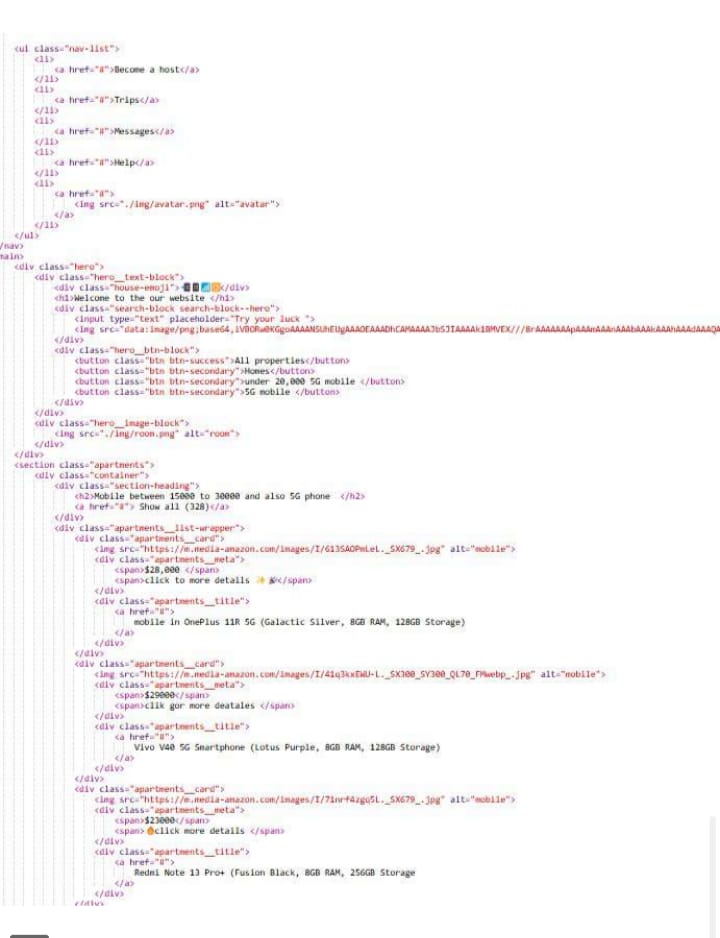 <ul class="nav-list">
<li>
<a href="#">Become a host</a>
</li>
<li>
<a href="#">Trips</a>
</li>
<li>
<a href="#">Messages</a>
</li>
<li>
<a href="#">Help</a>
</li>
<li>
<a href="#">
<img src="./img/avatar.png" alt="avatar">
</a>
</li>
</ul>
/nav>
main>
<div class="hero">
<div class="hero__text-block">
<div class="house-emoji">📲📱📶🔆</div>
<h1>Welcome to the our website </h1>
<div class="search-block search-block--hero">
<input type="text" placeholder="Try your luck ">
<img src="data:image/png;base64,
</div>
<div class="hero__btn-block">
<button class="btn btn-success">All properties</button>
<button class="btn btn-secondary">Homes</button>
<button class="btn btn-secondary">under 20,000 5G mobile </button>
<button class="btn btn-secondary">5G mobile </button>
</div>
</div>
<div class="hero__image-block">
<img src="./img/room.png" alt="room">
</div>
</div>
<section class="apartments">
<div class="container">
<div class="section-heading">
<h2>Mobile between 15000 to 30000 and also 5G phone </h2>
<a href="#"> Show all (328)</a>
</div>
<div class="apartments__list-wrapper">
<div class="apartments__card">
<img src="https://m.media-amazon.com/images/I/613SAOPmLeL._SX679_.jpg" alt="mobile">
<div class="apartments__meta">
<span>$28,000 </span>
<span>click to more details ✨ 🎉</span>
</div>
<div class="apartments__title">
<a href="#">
mobile in OnePlus 11R 5G (Galactic Silver, 8GB RAM, 128GB Storage)
</a>
</div>
</div>
<div class="apartments__card">
<img src="https://m.media-amazon.com/images/I/41q3kxEWU-L._SX300_SY300_QL70_FMwebp_.jpg" alt="mobile">
<div class="apartments__meta">
<span>$29000</span>
<span>clik gor more deatales </span>
</div>
<div class="apartments__title">
<a href="#">
Vivo V40 5G Smartphone (Lotus Purple, 8GB RAM, 128GB Storage)
</a>
</div>
</div>
<div class="apartments__card">
<img src="https://m.media-amazon.com/images/I/71nrf4zgq5L._SX679_.jpg" alt="mobile">
<div class="apartments__meta">
<span>$23000</span>
<span>🔥click more details </span>
</div>
<div class="apartments__title">
<a href="#">
Redmi Note 13 Pro+ (Fusion Black, 8GB RAM, 256GB Storage
</a>
</div>
</div>